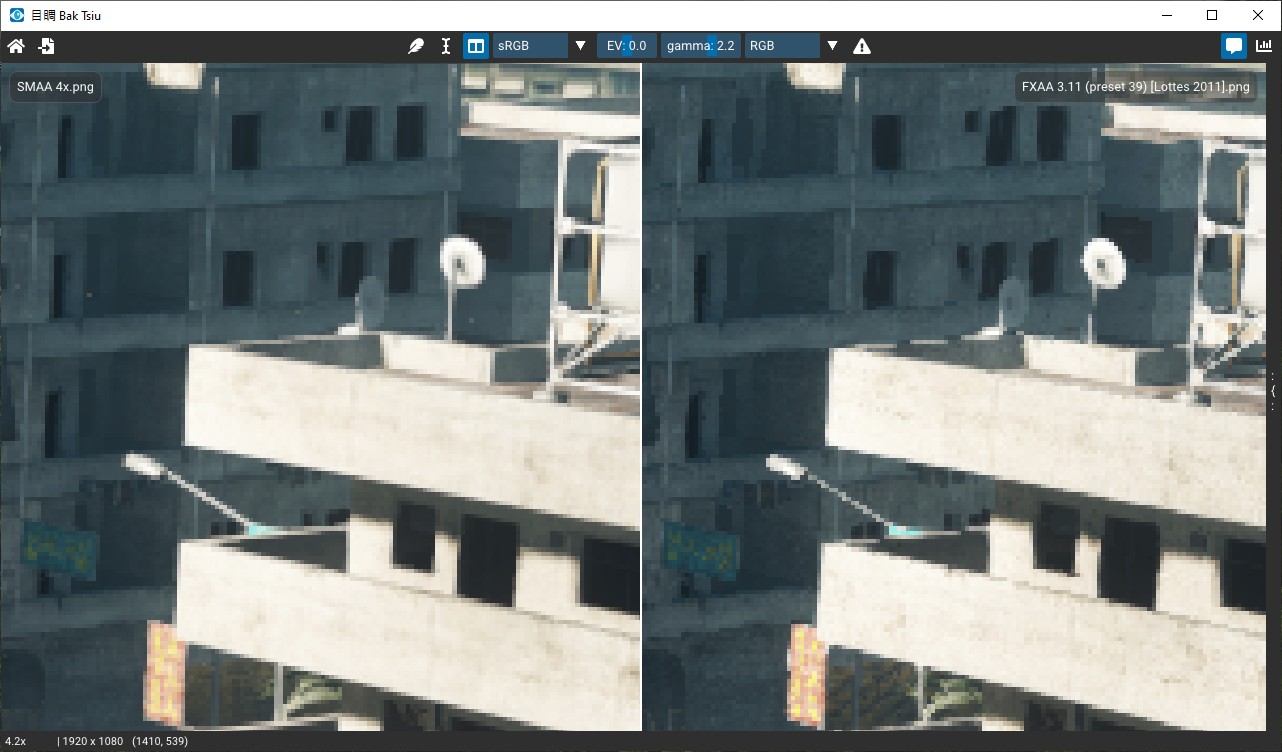 目睭 Bak Tsiu
sRGB EV: 0.0 gamma: 2.2 RGB
SMAA 4x.png
FXAA 3.11 (preset 39) [Lottes 2011].png
4.2x | 1920 x 1080 (1410, 539)